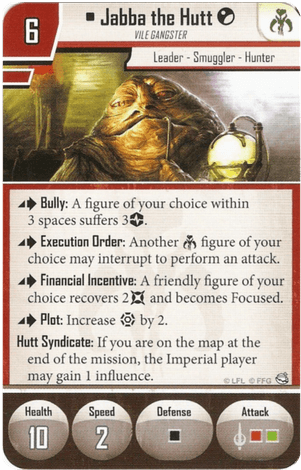 6
Jabba the Hutt
VILE GANGSTER
Leader - Smuggler - Hunter
Bully: A figure of your choice within
3 spaces suffers 3.
Execution Order: Another figure of your
choice may interrupt to perform an attack.
Financial Incentive: A friendly figure of your
choice recovers 2 and becomes Focused.
Plot: Increase by 2.
Hutt Syndicate: If you are on the map at the
end of the mission, the Imperial player
may gain 1 influence.
© LFL © FFG
Health Speed Defense Attack
10 2